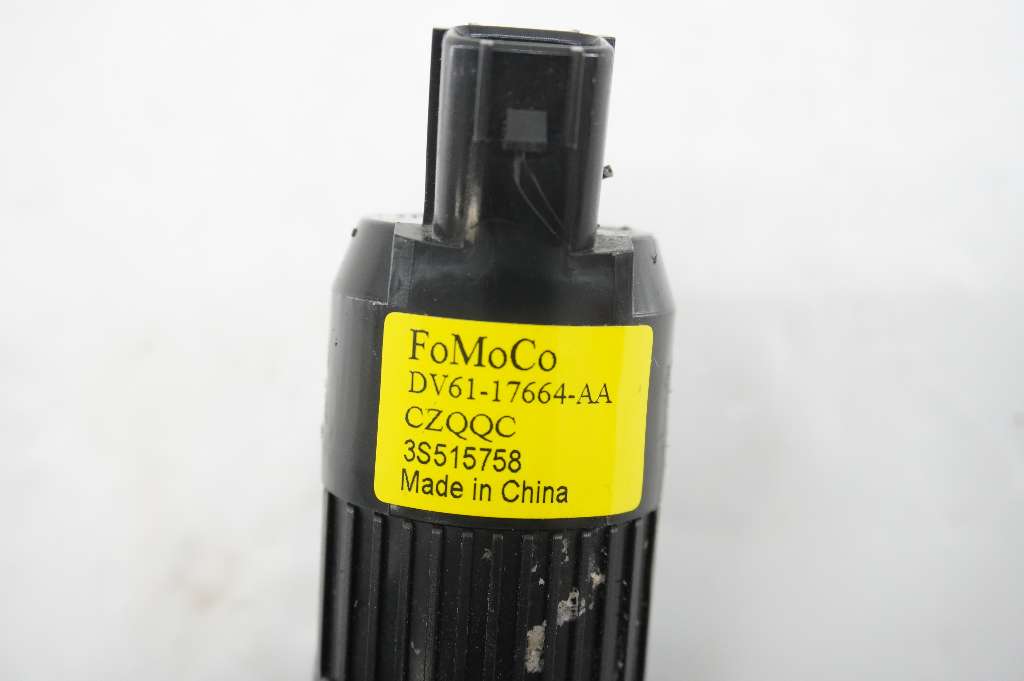 FoMoCo
DV61-17664-AA
CZQQC
3S515758
Made in China